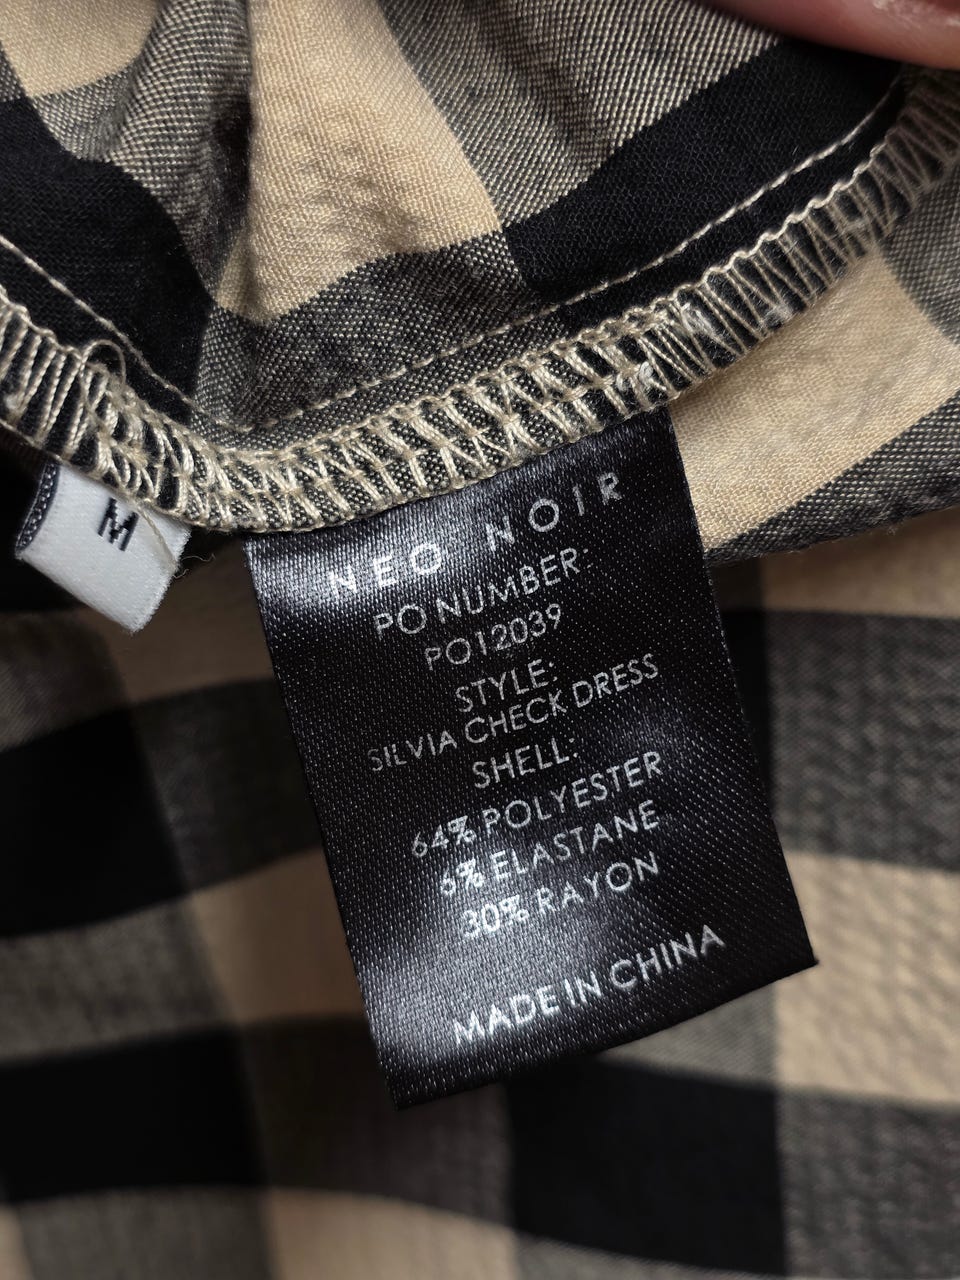 M
NEO NOIR
PO NUMBER:
PO12039
STYLE:
SILVIA CHECK DRESS
SHELL:
64% POLYESTER
6% ELASTANE
30% RAYON
MADE IN CHINA